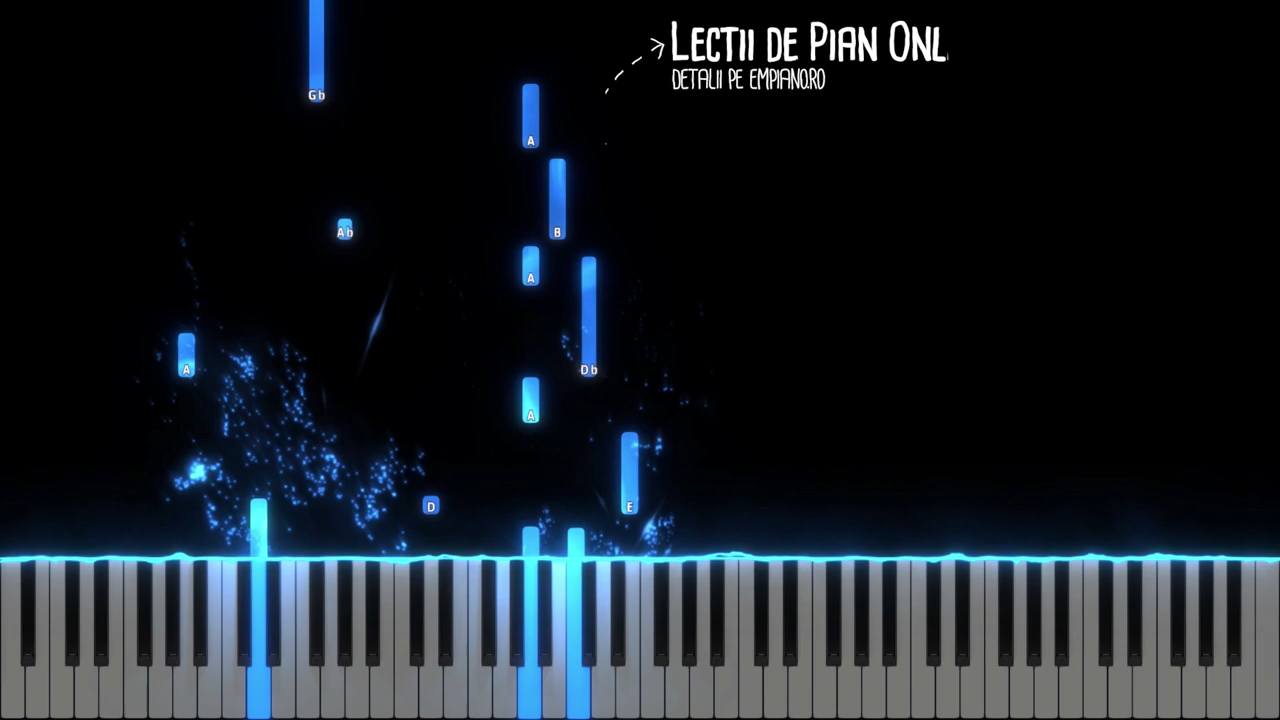 LECTII DE PIAN ONL
DETALII PE EMPIANO.RO
Gb
A
B
Ab
A
Db
A
A
E
D